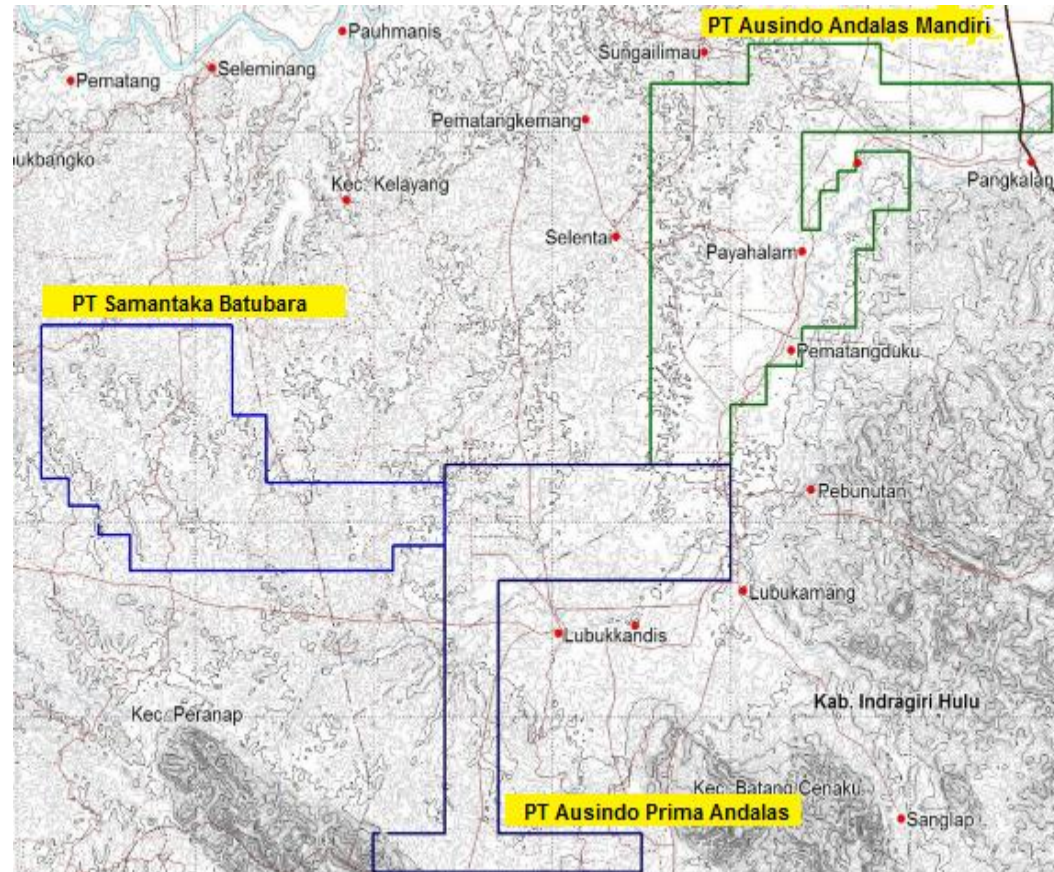 PT Ausindo Andalas Mandiri
Pauhmanis
Sungailimau
Seleminang
Pematang
Pematangkemang
ukbangko
Kec. Kelayang
Pangkalan
Selentai
Payahalam
PT Samantaka Batubara
Pematangduku
Pebunutan
Lubukamang
Lubukkandis
Kab. Indragiri Hulu
Kec. Peranap
Kec. Batang Cenaku
PT Ausindo Prima Andalas
Sanglap